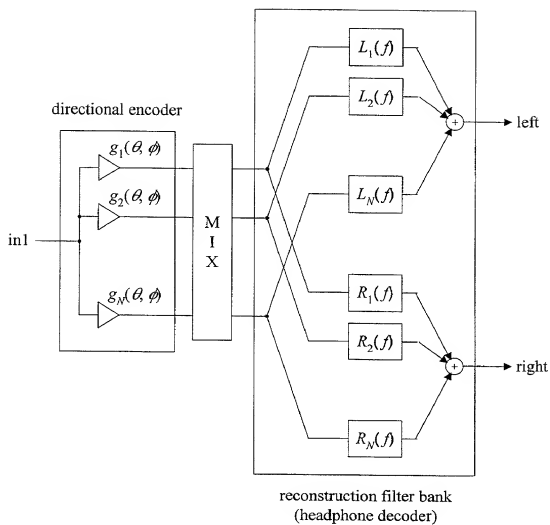 directional encoder
in1
g1(θ, ϕ)
g2(θ, ϕ)
gN(θ, ϕ)
M
I
X
L1(f)
L2(f)
LN(f)
R1(f)
R2(f)
RN(f)
+
left
+
right
reconstruction filter bank
(headphone decoder)